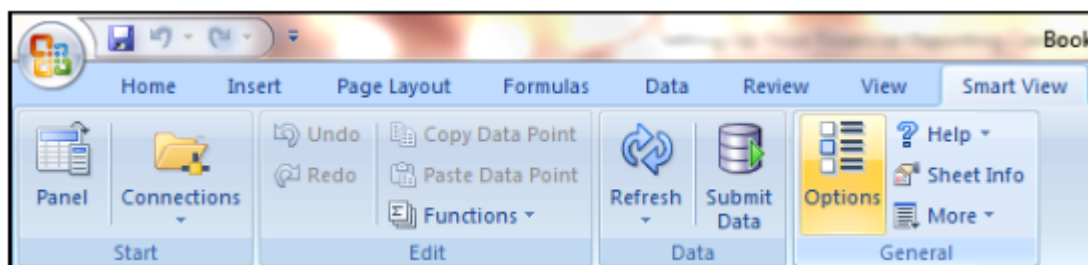 Book
Home Insert Page Layout Formulas Data Review View Smart View
Undo Copy Data Point Help
Redo Paste Data Point Sheet Info
Panel Connections Functions Refresh Submit Data Options More
Start Edit Data General